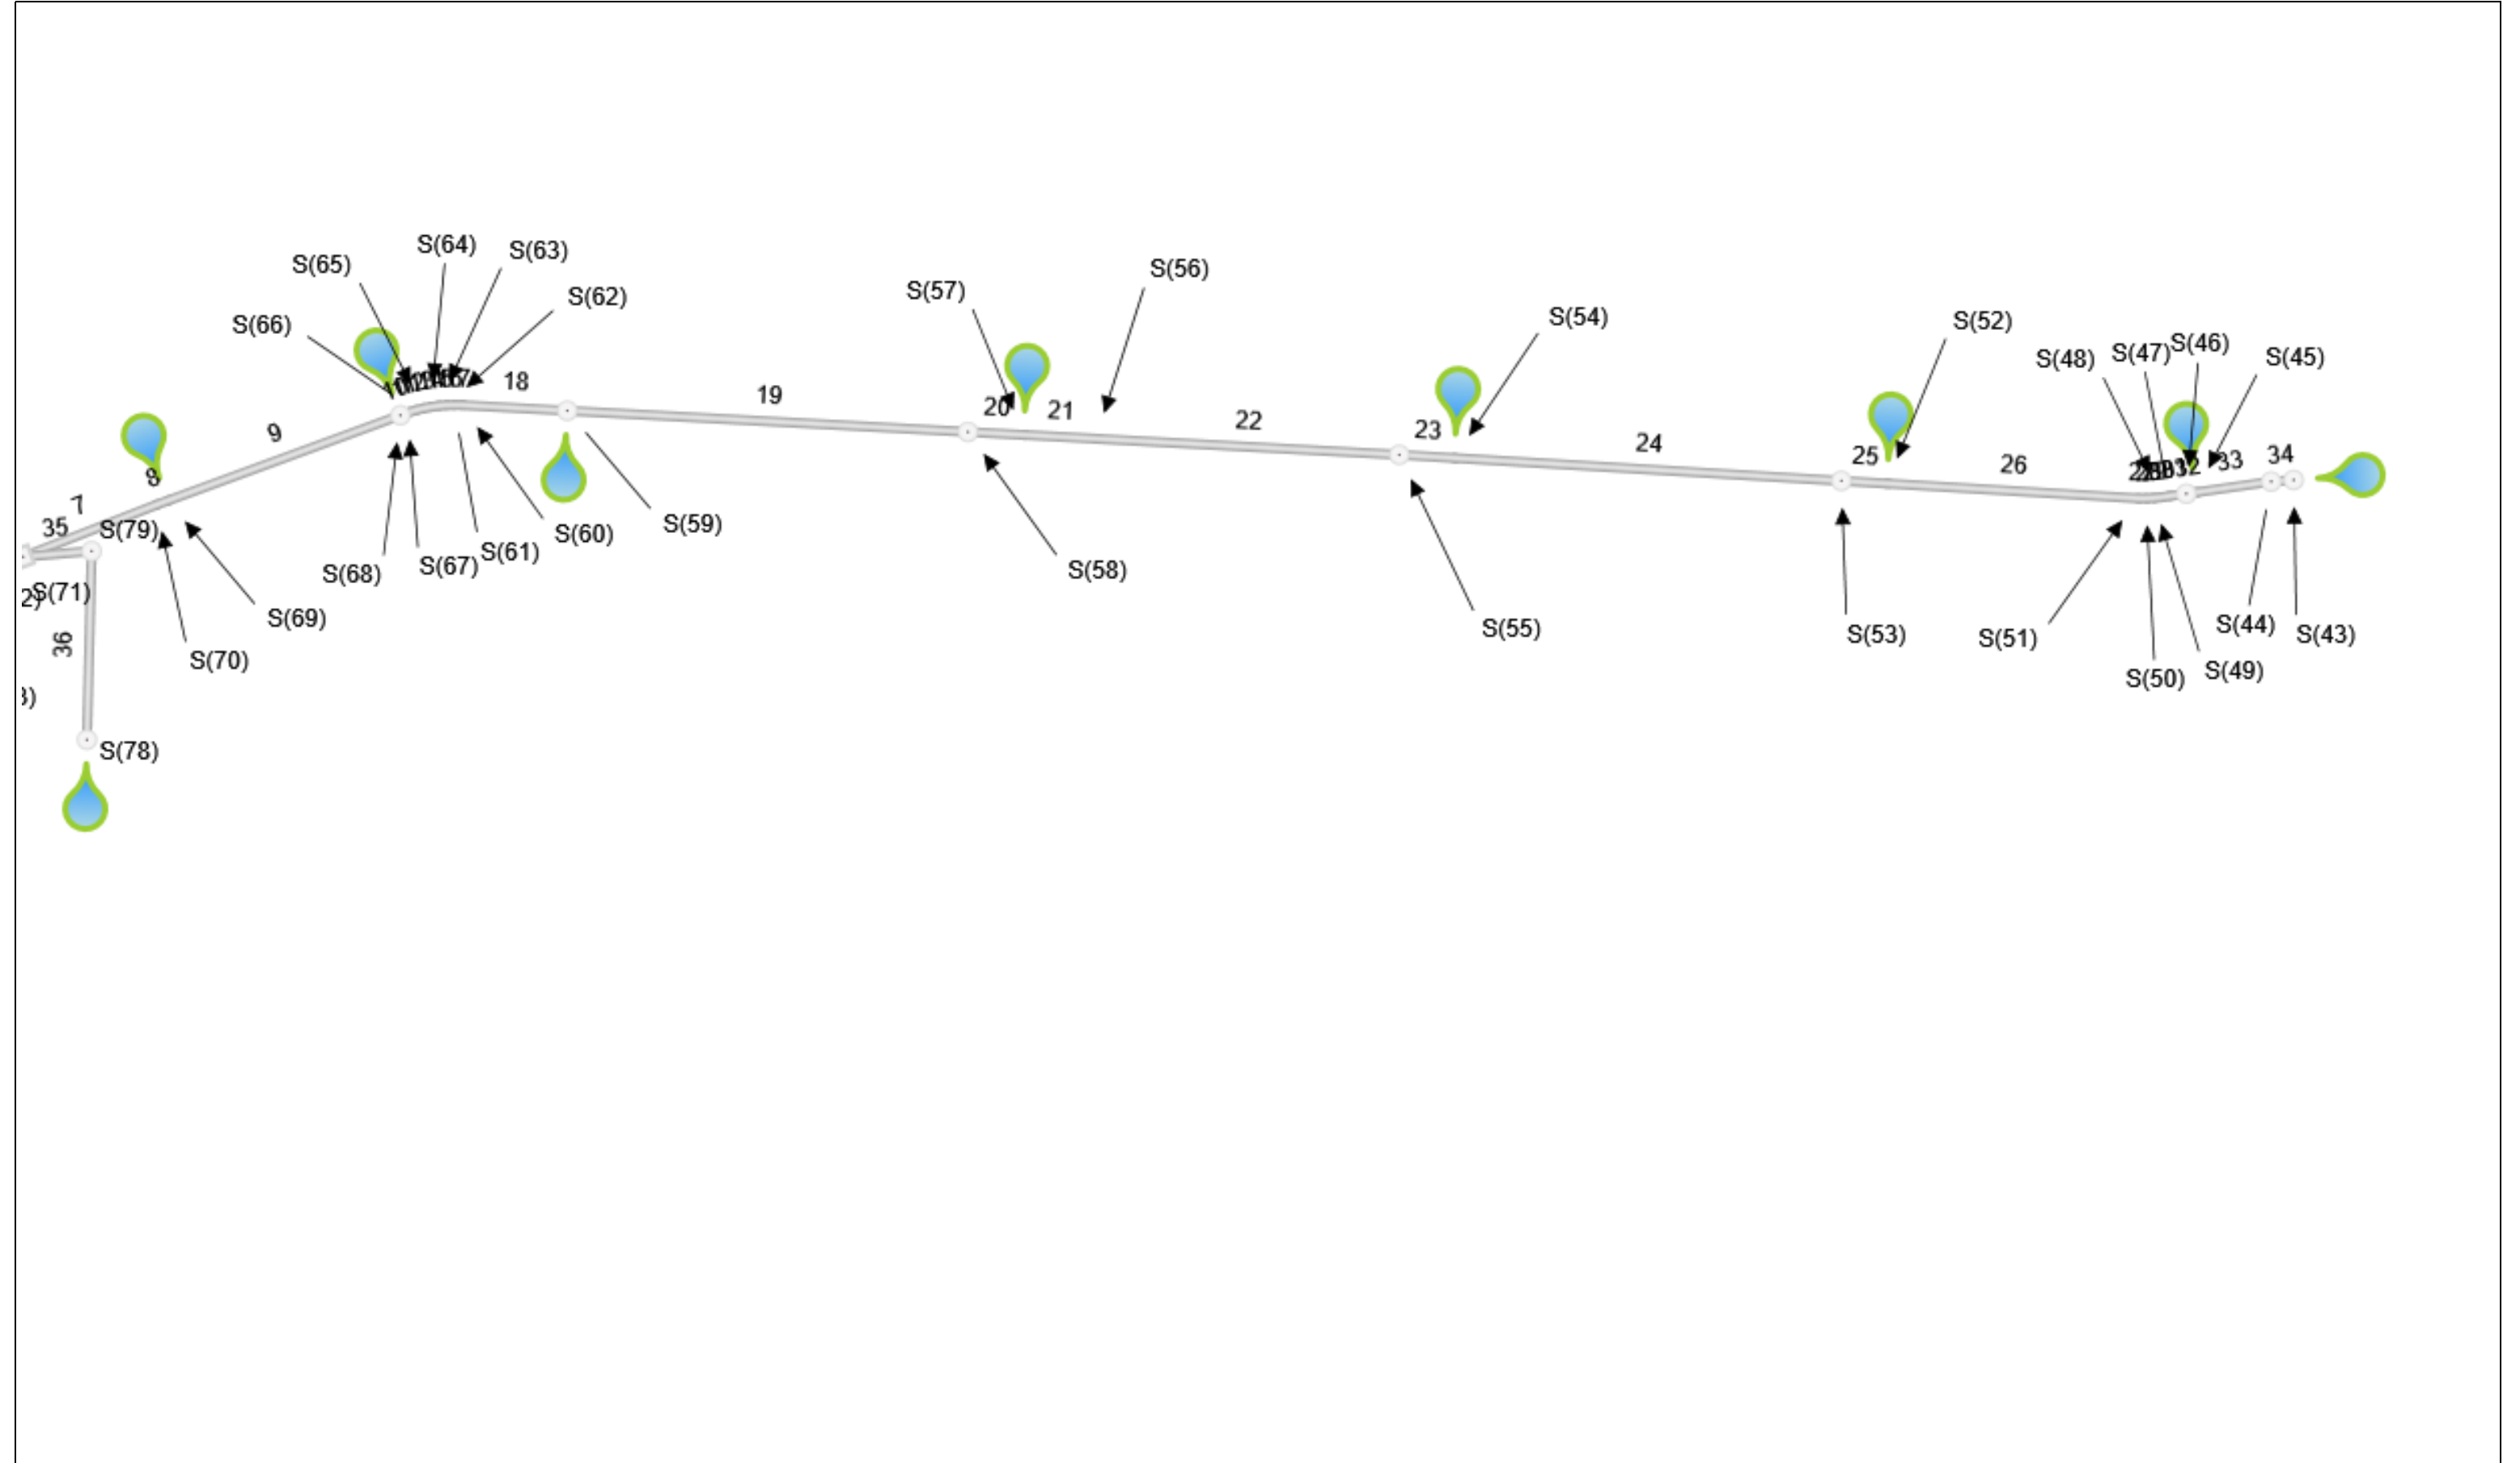 S(64)
S(63)
S(65)
S(56)
S(57)
S(62)
S(54)
S(52)
S(66)
S(46)
S(47)
S(45)
S(48)
18
19
20
21
22
23
9
24
34
25
26
33
8
7
35
S(79)
S(59)
S(60)
S(61)
S(67)
S(68)
S(58)
S(71)
S(69)
S(44)
S(55)
S(53)
S(51)
S(43)
36
S(70)
S(49)
S(50)
S(78)